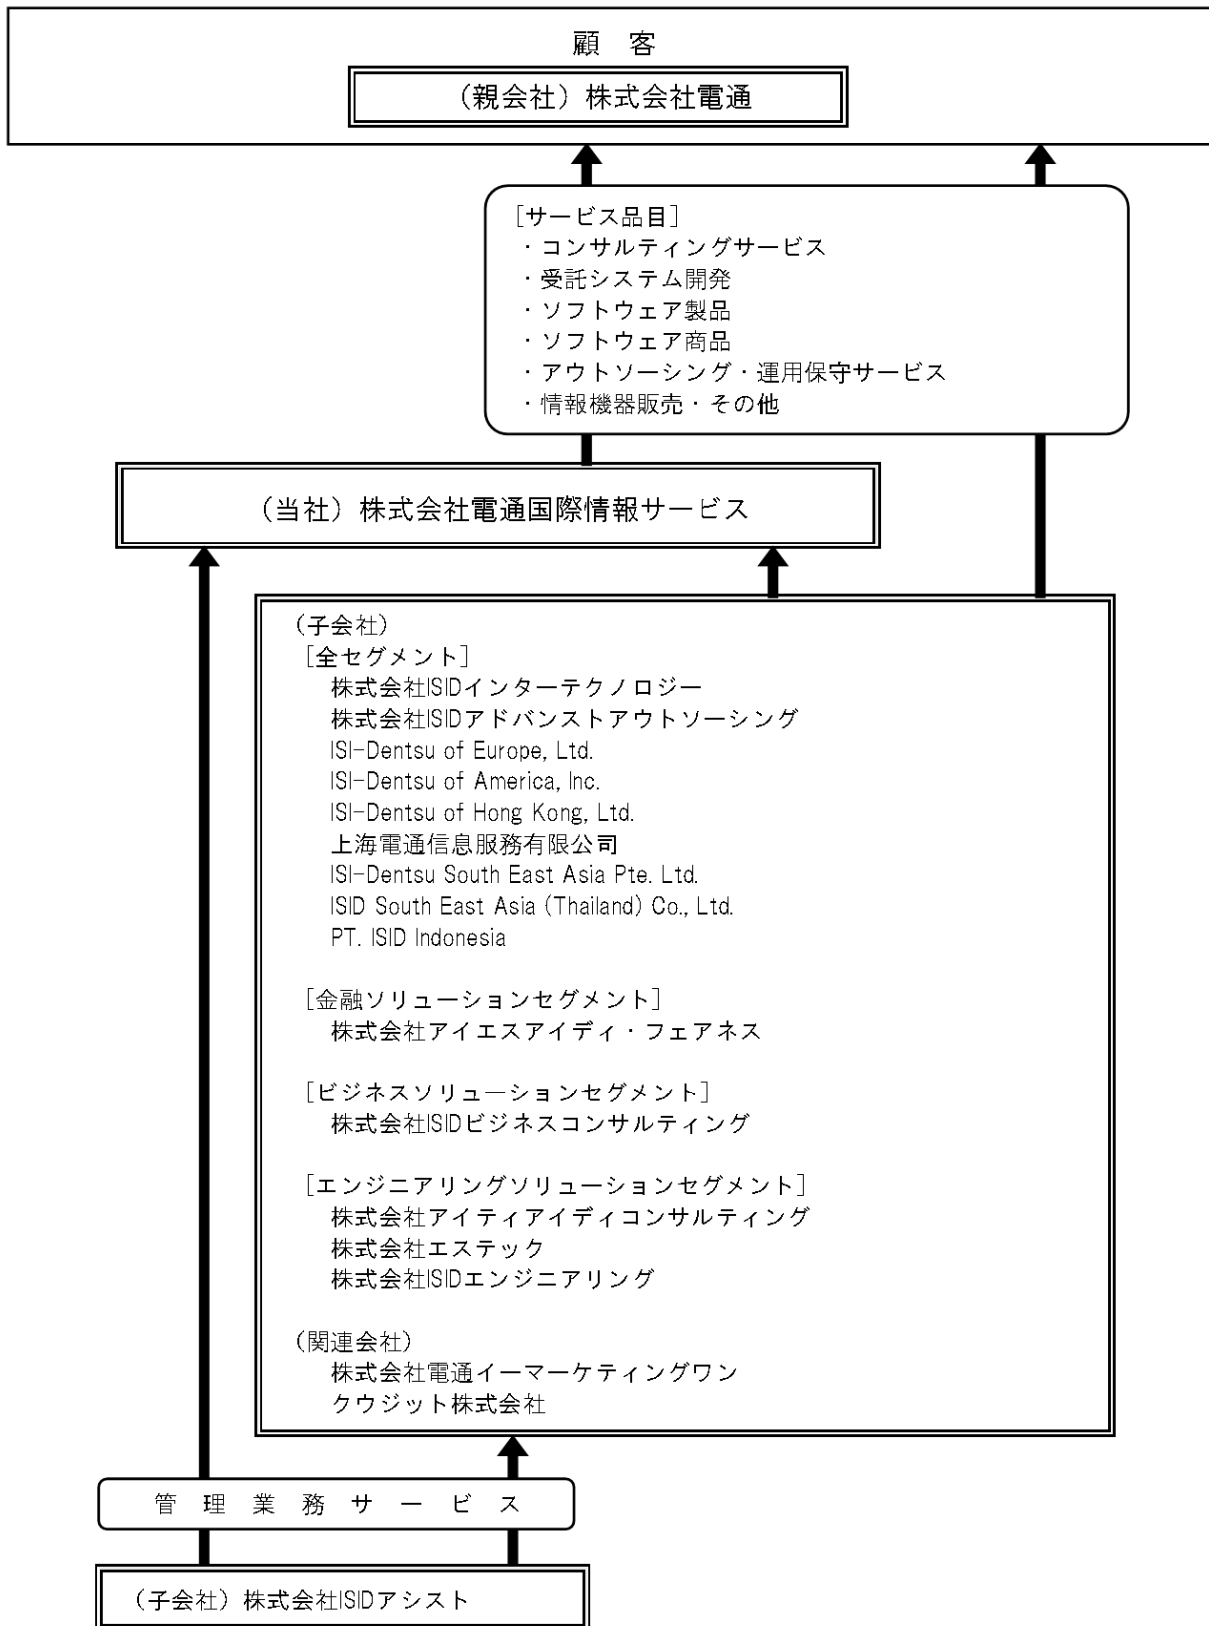 顧　客
（親会社）株式会社電通
［サービス品目］
・コンサルティングサービス
・受託システム開発
・ソフトウェア製品
・ソフトウェア商品
・アウトソーシング・運用保守サービス
・情報機器販売・その他
（当社）株式会社電通国際情報サービス
（子会社）
［全セグメント］
株式会社ISIDインターテクノロジー
株式会社ISIDアドバンストアウトソーシング
ISI-Dentsu of Europe, Ltd.
ISI-Dentsu of America, Inc.
ISI-Dentsu of Hong Kong, Ltd.
上海電通信息服務有限公司
ISI-Dentsu South East Asia Pte. Ltd.
ISID South East Asia (Thailand) Co., Ltd.
PT. ISID Indonesia
［金融ソリューションセグメント］
株式会社アイエスアイディ・フェアネス
［ビジネスソリューションセグメント］
株式会社ISIDビジネスコンサルティング
［エンジニアリングソリューションセグメント］
株式会社アイティアイディコンサルティング
株式会社エステック
株式会社ISIDエンジニアリング
（関連会社）
株式会社電通イーマーケティングワン
クウジット株式会社
管　理　業　務　サ　ー　ビ　ス
（子会社）株式会社ISIDアシスト